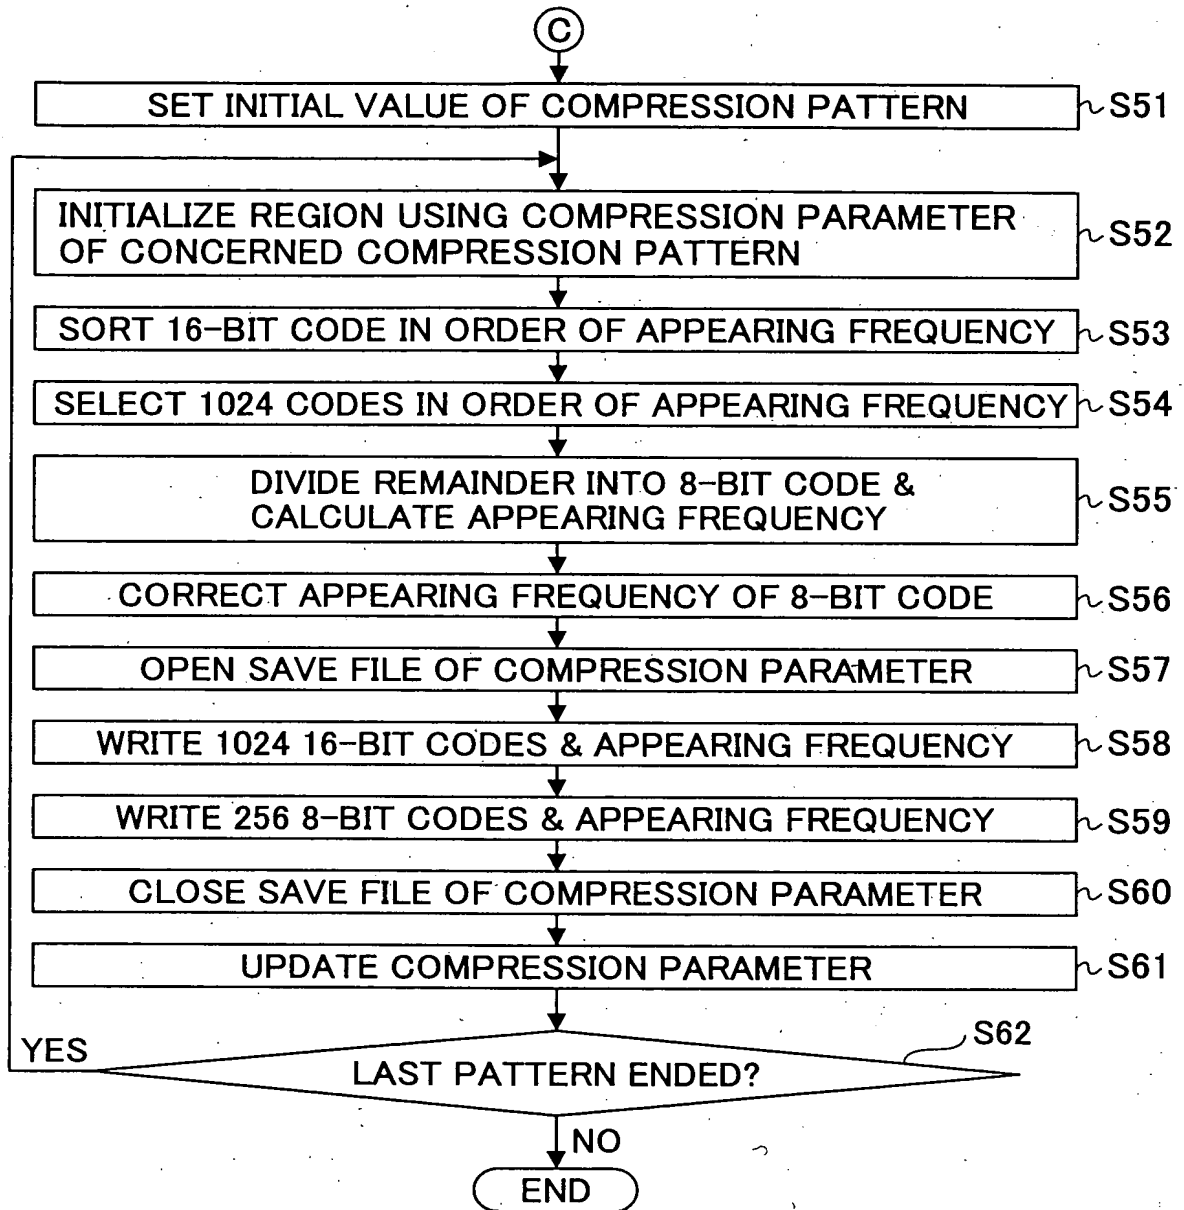 C
SET INITIAL VALUE OF COMPRESSION PATTERN
S51
INITIALIZE REGION USING COMPRESSION PARAMETER
OF CONCERNED COMPRESSION PATTERN
S52
SORT 16-BIT CODE IN ORDER OF APPEARING FREQUENCY
S53
SELECT 1024 CODES IN ORDER OF APPEARING FREQUENCY
S54
DIVIDE REMAINDER INTO 8-BIT CODE &
CALCULATE APPEARING FREQUENCY
S55
CORRECT APPEARING FREQUENCY OF 8-BIT CODE
S56
OPEN SAVE FILE OF COMPRESSION PARAMETER
S57
WRITE 1024 16-BIT CODES & APPEARING FREQUENCY
S58
WRITE 256 8-BIT CODES & APPEARING FREQUENCY
S59
CLOSE SAVE FILE OF COMPRESSION PARAMETER
S60
UPDATE COMPRESSION PARAMETER
S61
YES
LAST PATTERN ENDED?
S62
NO
END